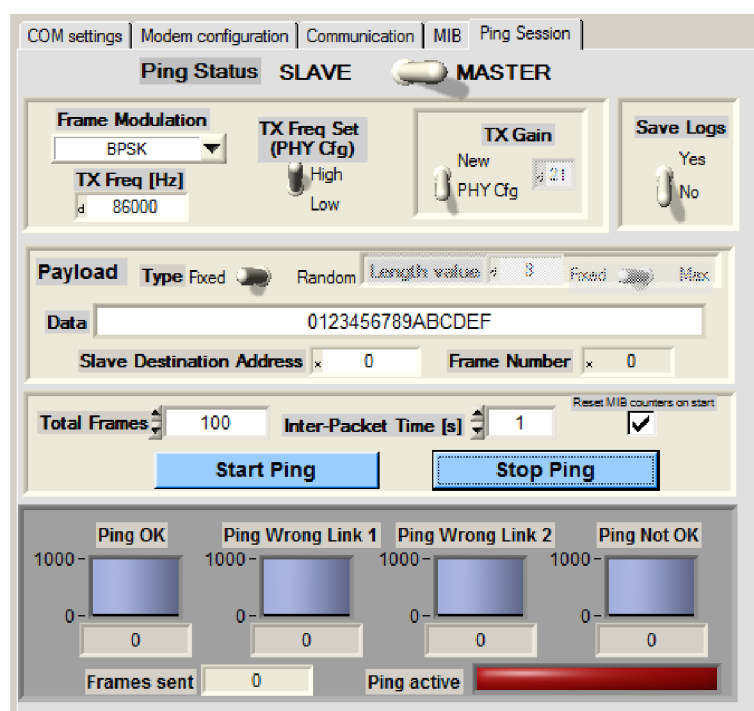 COM settings Modem configuration Communication MIB Ping Session
Ping Status SLAVE MASTER
Frame Modulation
BPSK
TX Freq [Hz]
d 86000
TX Freq Set
(PHY Cfg)
High
Low
TX Gain
New
PHY Cfg
d 21
Save Logs
Yes
No
Payload Type Fixed Random Length value d 8 Fixed Max
Data 0123456789ABCDEF
Slave Destination Address x 0 Frame Number x 0
Total Frames 100 Inter-Packet Time [s] 1 Reset MIB counters on start
Start Ping Stop Ping
Ping OK Ping Wrong Link 1 Ping Wrong Link 2 Ping Not OK
1000 1000 1000 1000
0 0 0 0
0 0 0 0
Frames sent 0 Ping active